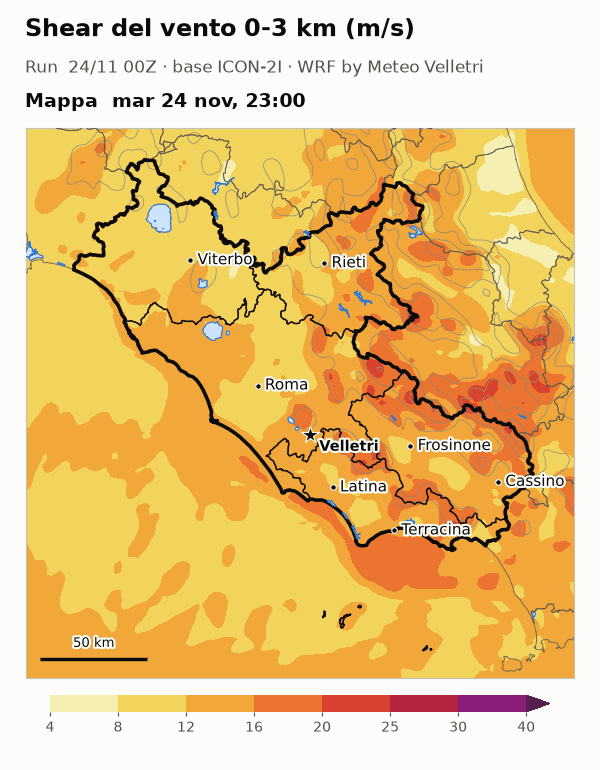 Shear del vento 0-3 km (m/s)
Run  24/11 00Z · base ICON-2I · WRF by Meteo Velletri
Mappa  mar 24 nov, 23:00
Viterbo
Rieti
Roma
Velletri
Frosinone
Latina
Cassino
Terracina
50 km
4 8 12 16 20 25 30 40